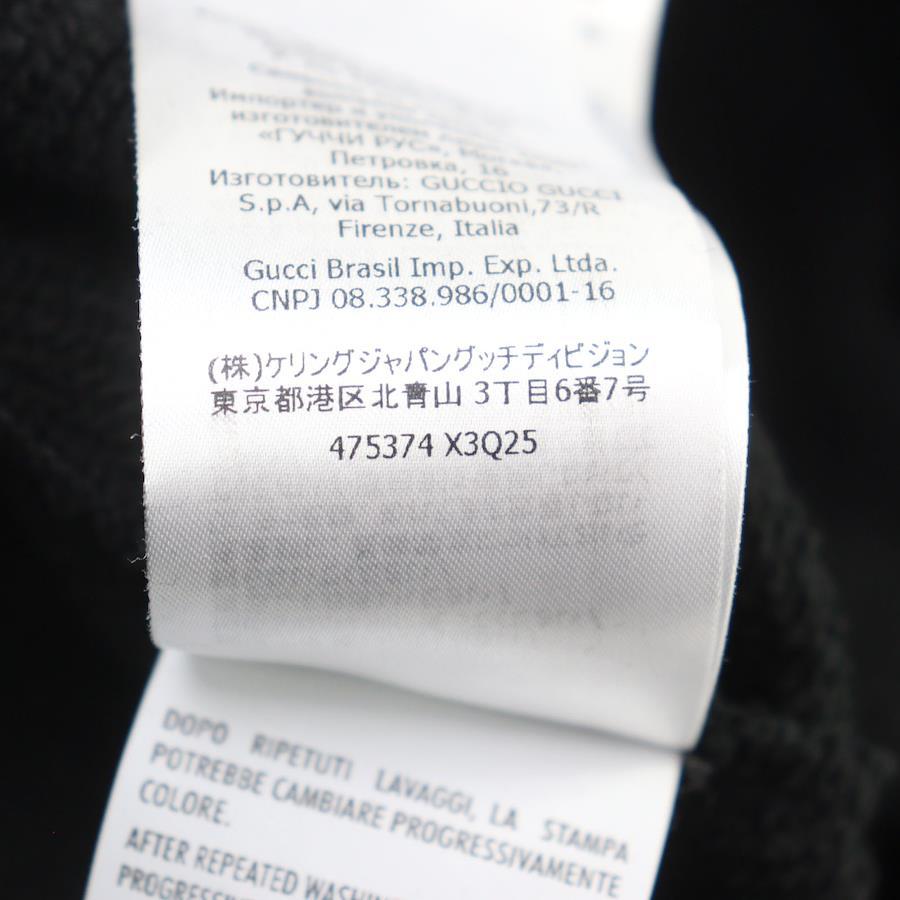 Импортер и
изготовителем
«ГУЧЧИ РУС»,
Петровка, 16
Изготовитель: GUCCIO GUCCI
S.p.A, via Tornabuoni,73/R
Firenze, Italia
Gucci Brasil Imp. Exp. Ltda.
CNPJ 08.338.986/0001-16
(株)ケリングジャパングッチディビジョン
東京都港区北青山 3丁目6番7号
475374 X3Q25
DOPO RIPETUTI LAVAGGI, LA STAMPA
POTREBBE CAMBIARE PROGRESSIVAMENTE
COLORE.
AFTER REPEATED